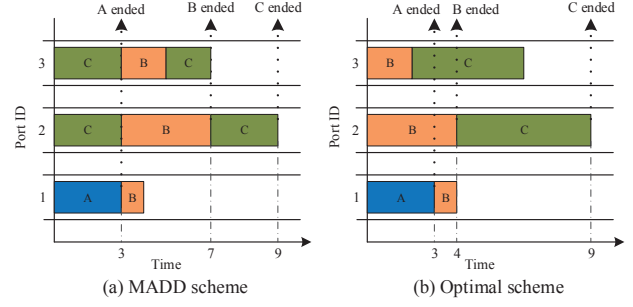 A ended
B ended
C ended
3
C
B
C
2
C
B
C
1
A
B
Port ID
3
7
9
Time
(a) MADD scheme
A ended
B ended
C ended
3
B
C
2
B
C
1
A
B
Port ID
3
4
9
Time
(b) Optimal scheme